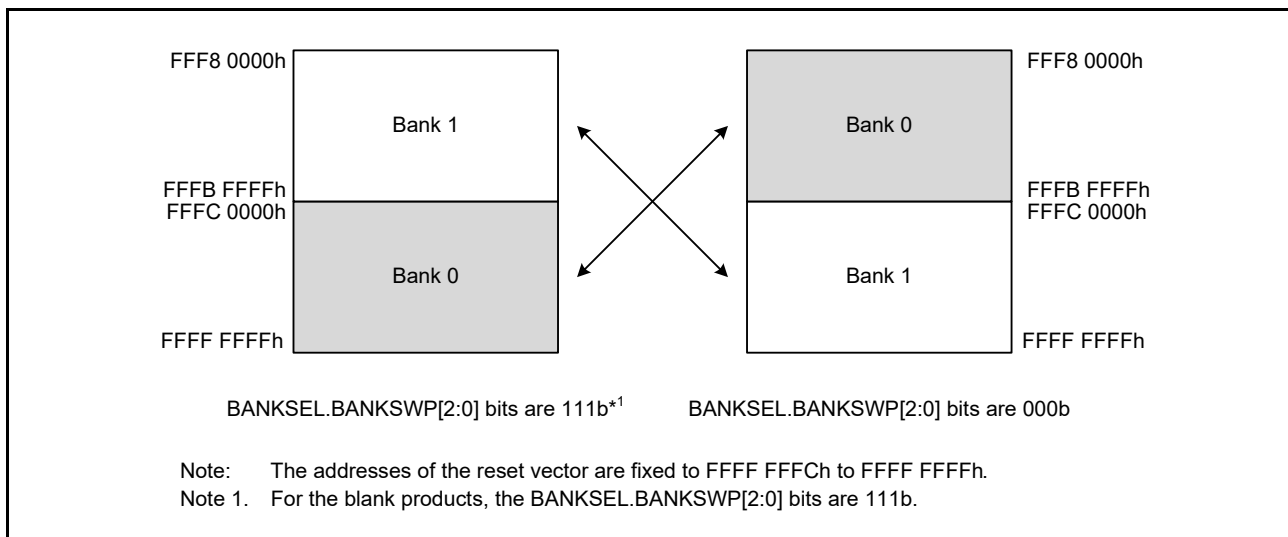 FFF8 0000h
Bank 1
FFFB FFFFh
FFFC 0000h
Bank 0
FFFF FFFFh
FFF8 0000h
Bank 0
FFFB FFFFh
FFFC 0000h
Bank 1
FFFF FFFFh
BANKSEL.BANKSWP[2:0] bits are 111b*1
BANKSEL.BANKSWP[2:0] bits are 000b
Note: The addresses of the reset vector are fixed to FFFF FFFCh to FFFF FFFFh.
Note 1. For the blank products, the BANKSEL.BANKSWP[2:0] bits are 111b.